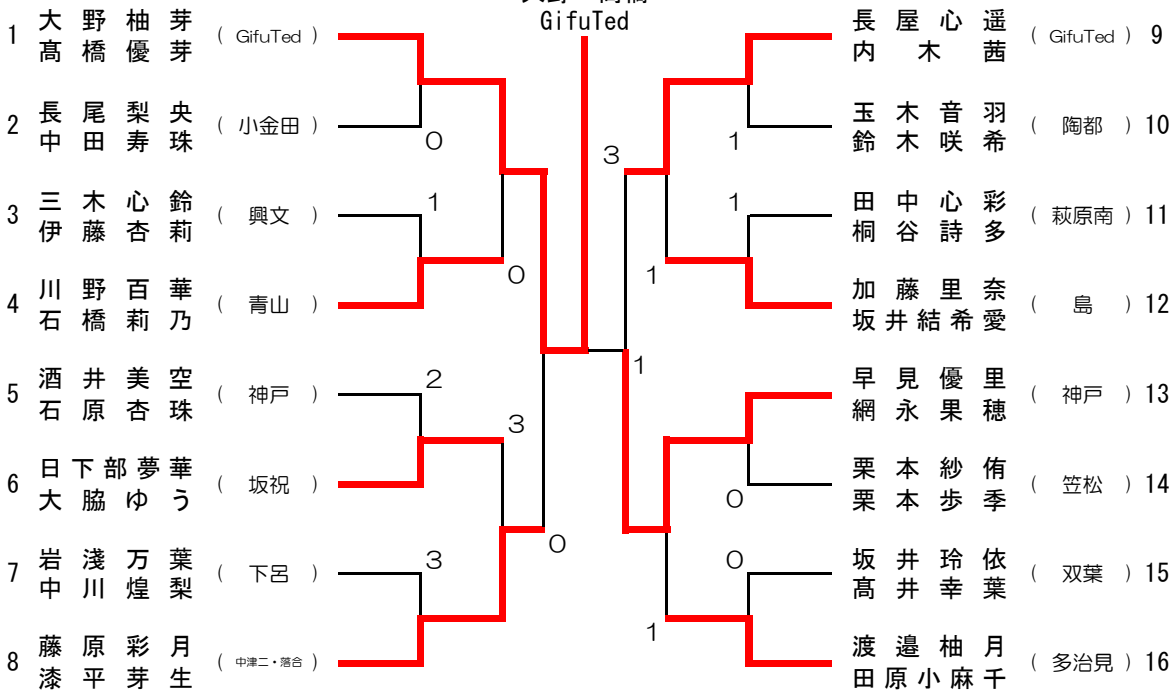 GifuTed
1 大野柚芽 髙橋優芽 ( GifuTed )
2 長尾梨央 中田寿珠 ( 小金田 )
0
3 三木心鈴 伊藤杏莉 ( 興文 )
1
4 川野百華 石橋莉乃 ( 青山 )
0
5 酒井美空 石原杏珠 ( 神戸 )
2
6 日下部夢華 大脇ゆう ( 坂祝 )
3
7 岩淺万葉 中川煌梨 ( 下呂 )
3
0
8 藤原彩月 漆平芽生 ( 中津二・落合 )
長屋心遥 内木茜 ( GifuTed ) 9
玉木音羽 鈴木咲希 ( 陶都 ) 10
1
3
田中心彩 桐谷詩多 ( 萩原南 ) 11
1
加藤里奈 坂井結希愛 ( 島 ) 12
1
1
早見優里 網永果穂 ( 神戸 ) 13
栗本紗侑 栗本歩季 ( 笠松 ) 14
0
坂井玲依 髙井幸葉 ( 双葉 ) 15
0
渡邉柚月 田原小麻千 ( 多治見 ) 16
1